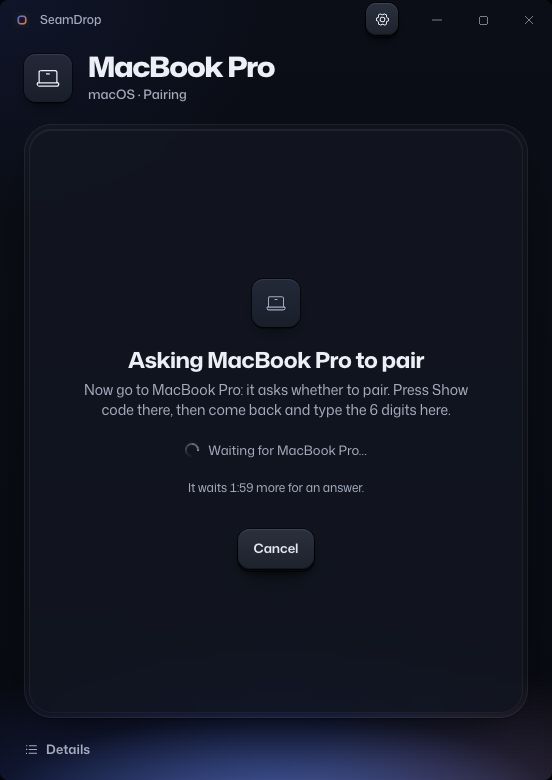 SeamDrop
MacBook Pro
macOS · Pairing
Asking MacBook Pro to pair
Now go to MacBook Pro: it asks whether to pair. Press Show
code there, then come back and type the 6 digits here.
Waiting for MacBook Pro...
It waits 1:59 more for an answer.
Cancel
Details